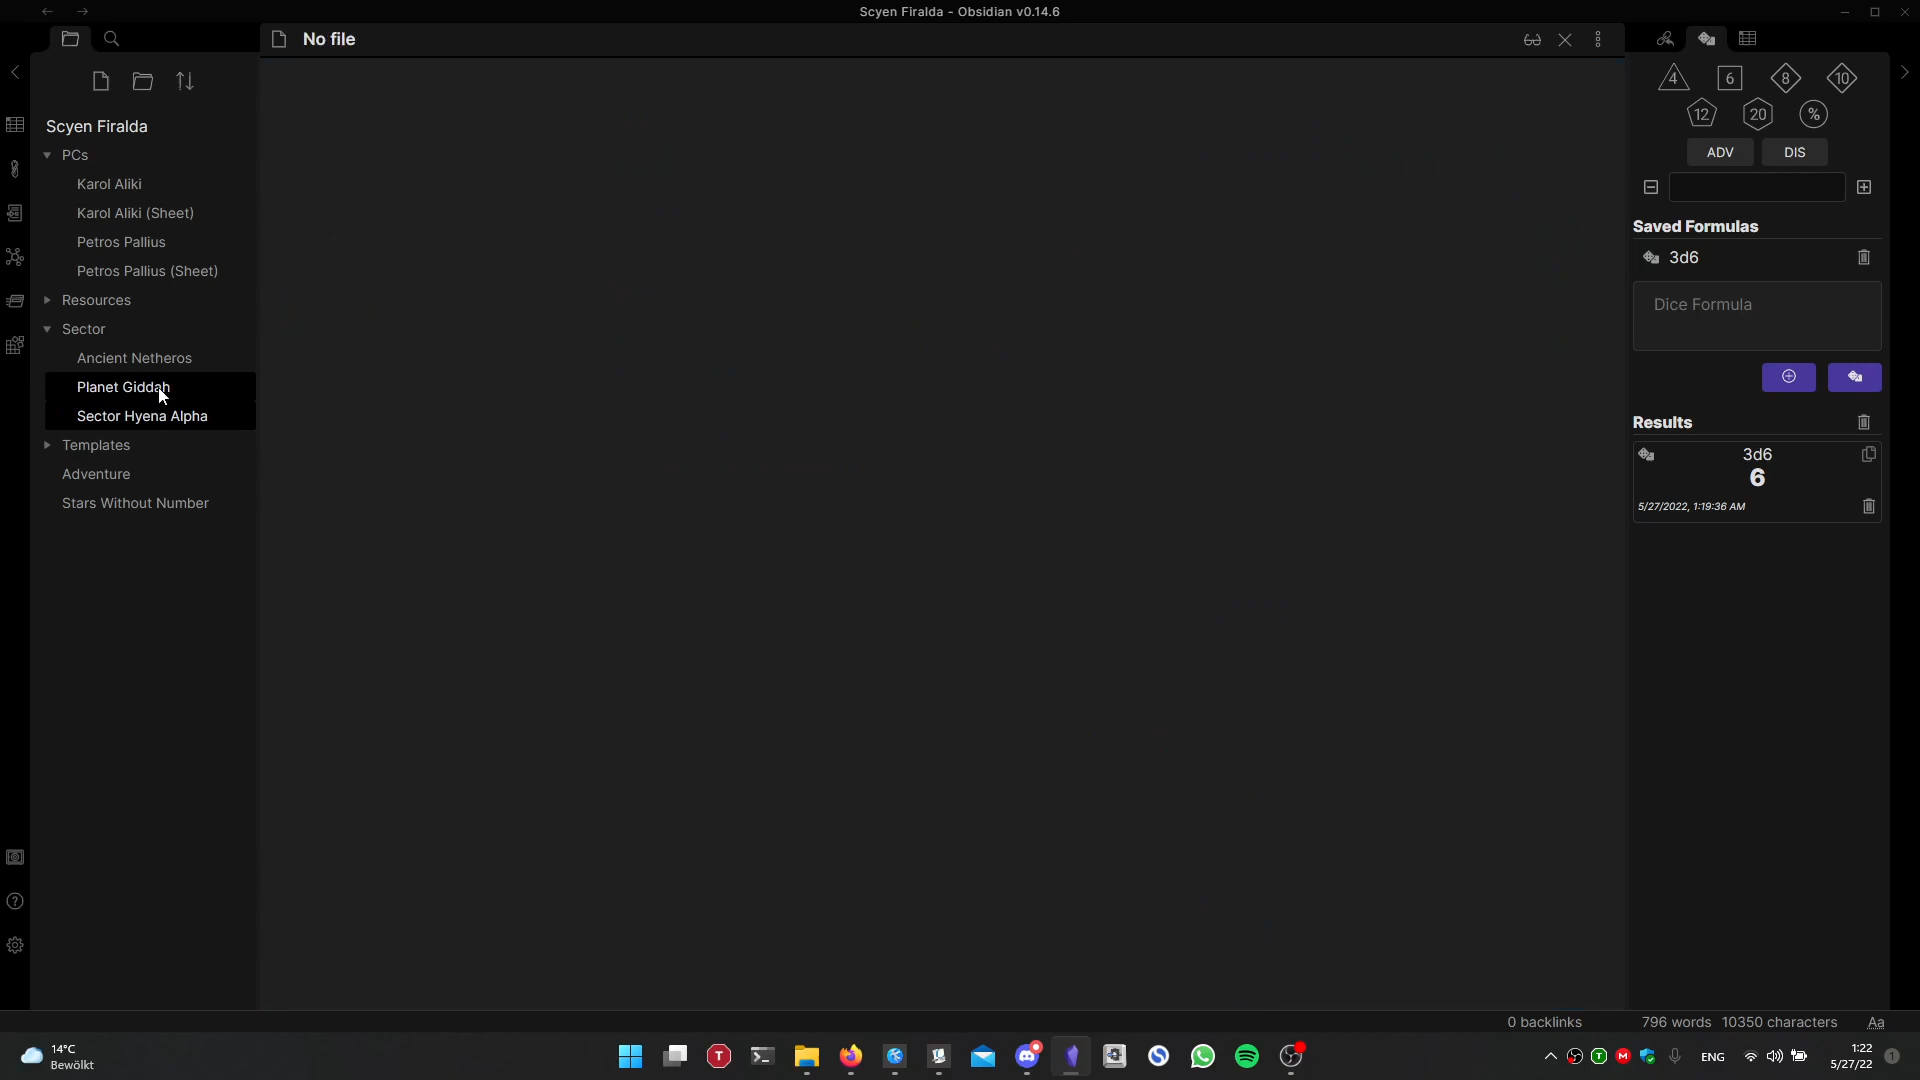 Scyen Firalda - Obsidian v0.14.6
No file
Scyen Firalda
PCs
Karol Aliki
Karol Aliki (Sheet)
Petros Pallius
Petros Pallius (Sheet)
Resources
Sector
Ancient Netheros
Planet Giddah
Sector Hyena Alpha
Templates
Adventure
Stars Without Number
4 6 8 10
12 20 %
ADV DIS
Saved Formulas
3d6
Dice Formula
Results
3d6
6
5/27/2022, 1:19:36 AM
0 backlinks 796 words 10350 characters Aa
14°C
Bewölkt
T
T
M
ENG
1:22
5/27/22
1